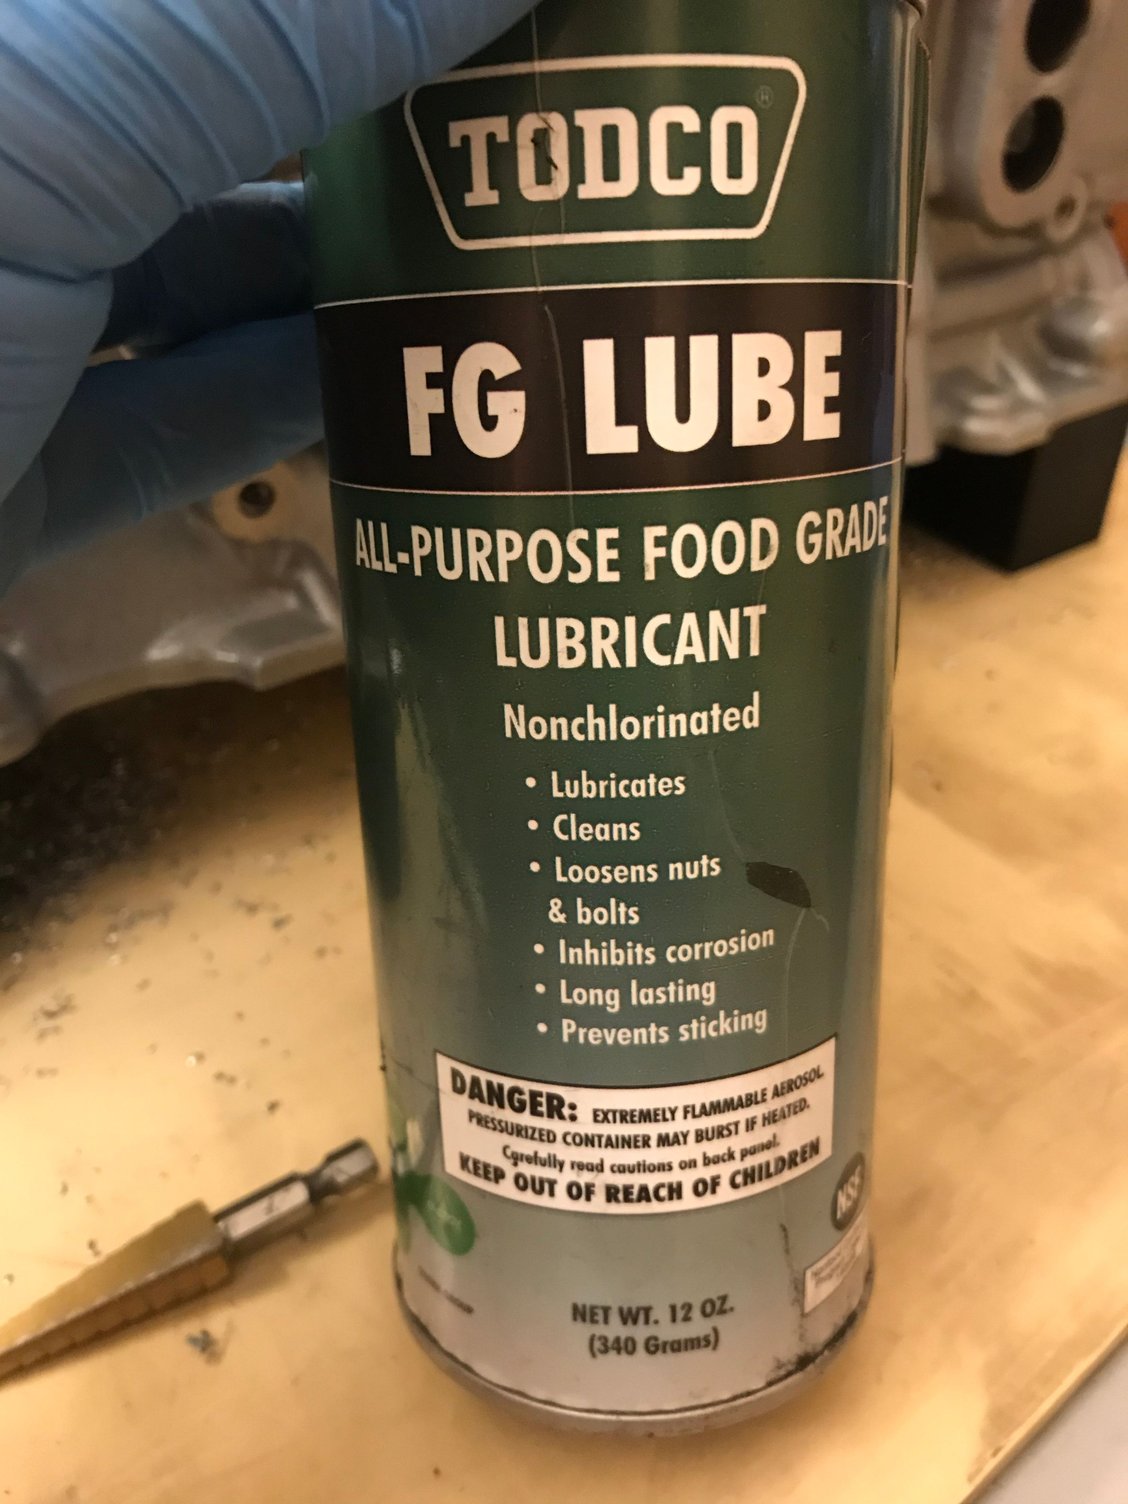 TODCO®
FG LUBE
ALL-PURPOSE FOOD GRADE
LUBRICANT
Nonchlorinated
• Lubricates
• Cleans
• Loosens nuts
& bolts
• Inhibits corrosion
• Long lasting
• Prevents sticking
DANGER: EXTREMELY FLAMMABLE AEROSOL.
PRESSURIZED CONTAINER MAY BURST IF HEATED.
Carefully read cautions on back panel.
KEEP OUT OF REACH OF CHILDREN
NSF
NET WT. 12 OZ.
(340 Grams)